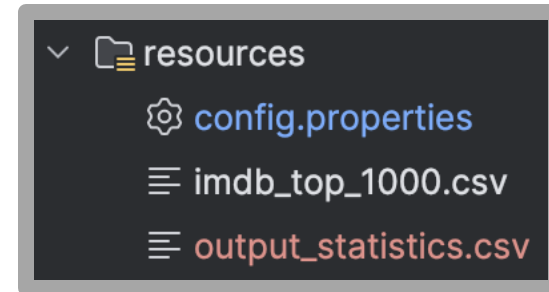 resources
config.properties
imdb_top_1000.csv
output_statistics.csv